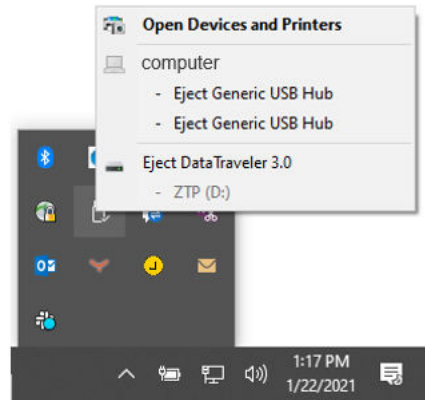 Open Devices and Printers
computer
- Eject Generic USB Hub
- Eject Generic USB Hub
Eject DataTraveler 3.0
- ZTP (D:)
1:17 PM
1/22/2021